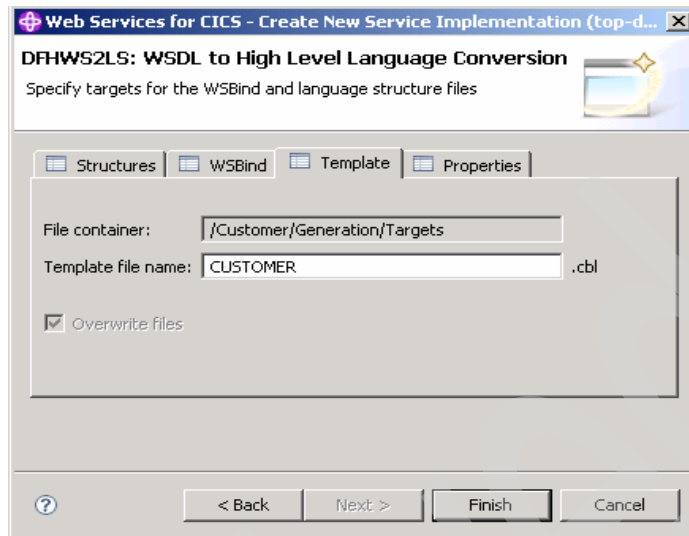 Web Services for CICS - Create New Service Implementation (top-d...
DFHWS2LS: WSDL to High Level Language Conversion
Specify targets for the WSBind and language structure files
Structures WSBind Template Properties
File container: /Customer/Generation/Targets
Template file name: CUSTOMER .cbl
Overwrite files
? < Back Next > Finish Cancel